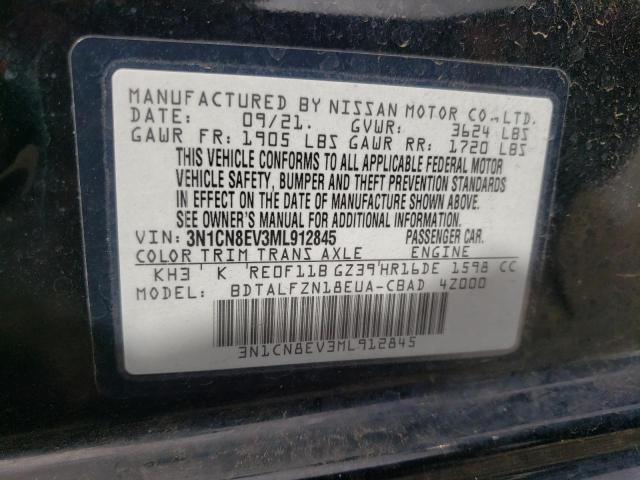 MANUFACTURED BY NISSAN MOTOR CO.,LTD.
DATE: 09/21. GVWR: 3624 LBS
GAWR FR: 1905 LBS GAWR RR: 1720 LBS
THIS VEHICLE CONFORMS TO ALL APPLICABLE FEDERAL MOTOR
VEHICLE SAFETY, BUMPER AND THEFT PREVENTION STANDARDS
IN EFFECT ON THE DATE OF MANUFACTURE SHOWN ABOVE.
SEE OWNER'S MANUAL FOR ADDITIONAL INFORMATION.
VIN: 3N1CN8EV3ML912845 PASSENGER CAR.
COLOR TRIM TRANS AXLE ENGINE
KH3 K RE0F11B GZ39 HR16DE 1598 CC
MODEL: BDTALFZN18EUA-CBAD 4Z000
3N1CN8EV3ML912845